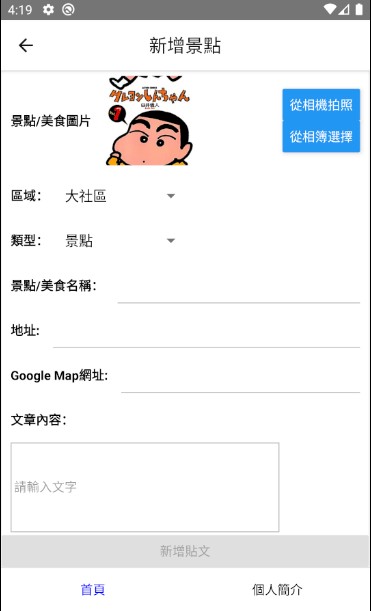 4:19
新增景點
クレヨンしんちゃん
臼井儀人
7
景點/美食圖片
從相機拍照
從相簿選擇
區域：
大社區
類型：
景點
景點/美食名稱：
地址：
Google Map網址：
文章內容：
請輸入文字
新增貼文
首頁
個人簡介